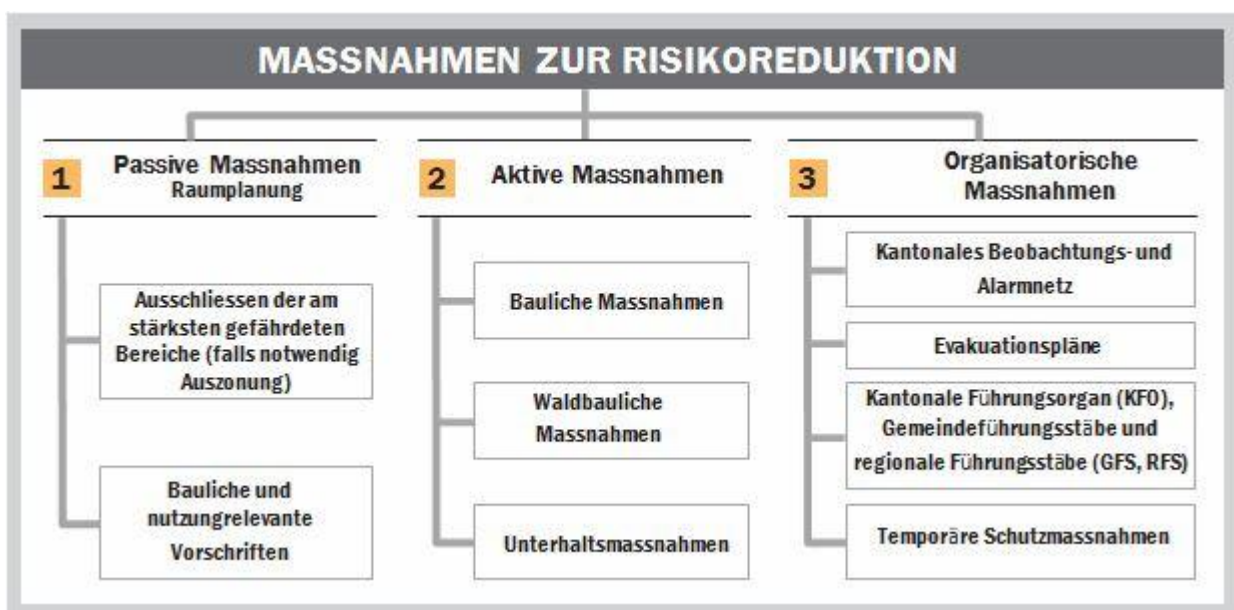 MASSNAHMEN ZUR RISIKOREDUKTION
1
Passive Massnahmen
Raumplanung
Ausschliessen der am
stärksten gefährdeten
Bereiche (falls notwendig
Auszonung)
Bauliche und
nutzungrelevante
Vorschriften
2
Aktive Massnahmen
Bauliche Massnahmen
Waldbauliche
Massnahmen
Unterhaltsmassnahmen
3
Organisatorische
Massnahmen
Kantonales Beobachtungs- und
Alarmnetz
Evakuationspläne
Kantonale Führungsorgan (KFO),
Gemeindeführungsstäbe und
regionale Führungsstäbe (GFS, RFS)
Temporäre Schutzmassnahmen